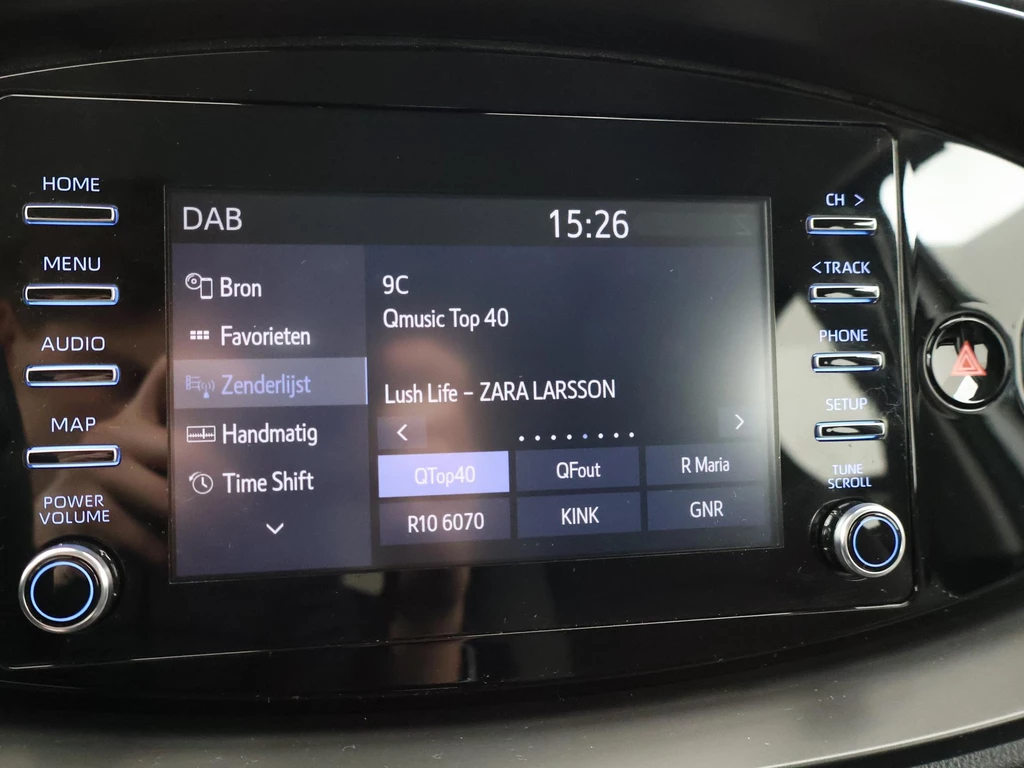 HOME
MENU
AUDIO
MAP
POWER
VOLUME
DAB
15:26
Bron
Favorieten
Zenderlijst
Handmatig
Time Shift
9C
Qmusic Top 40
Lush Life - ZARA LARSSON
QTop40
QFout
R Maria
R10 6070
KINK
GNR
CH >
< TRACK
PHONE
SETUP
TUNE
SCROLL